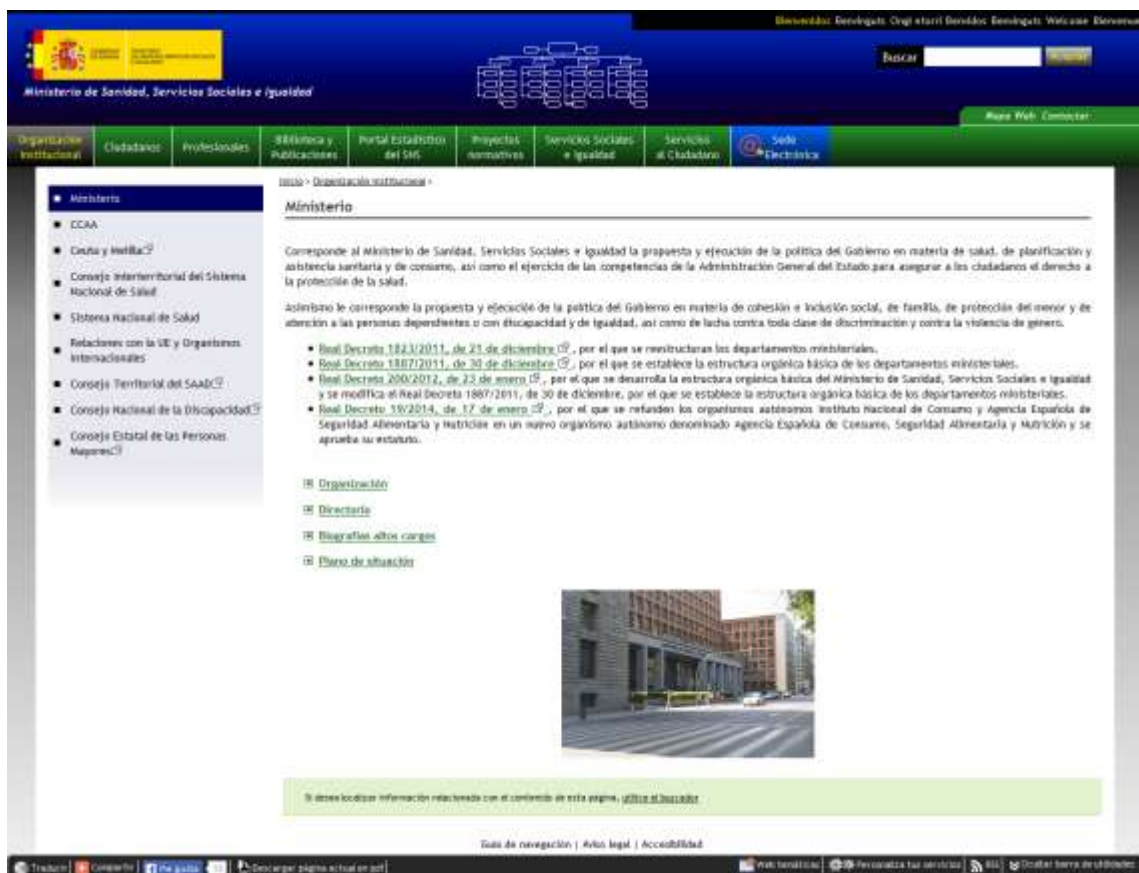 Bienvenidos Benvinguts Ongi etorri Benvidos Benvinguts Welcome Bienvenue
Buscar
Ministerio de Sanidad, Servicios Sociales e Igualdad
Mapa Web Contactar
Organización Institucional
Ciudadanos
Profesionales
Biblioteca y Publicaciones
Portal Estadístico del SNS
Proyectos normativos
Servicios Sociales e Igualdad
Servicios al Ciudadano
Sede Electrónica
Inicio > Organización Institucional >
Ministerio
CCAA
Ceuta y Melilla
Consejo Interterritorial del Sistema
Nacional de Salud
Sistema Nacional de Salud
Relaciones con la UE y Organismos
Internacionales
Consejo Territorial del SAAD
Consejo Nacional de la Discapacidad
Consejo Estatal de las Personas
Mayores
Ministerio
Corresponde al Ministerio de Sanidad, Servicios Sociales e Igualdad la propuesta y ejecución de la política del Gobierno en materia de salud, de planificación y
asistencia sanitaria y de consumo, así como el ejercicio de las competencias de la Administración General del Estado para asegurar a los ciudadanos el derecho a
la protección de la salud.
Asimismo le corresponde la propuesta y ejecución de la política del Gobierno en materia de cohesión e inclusión social, de familia, de protección del menor y de
atención a las personas dependientes o con discapacidad y de igualdad, así como de lucha contra toda clase de discriminación y contra la violencia de género.
Real Decreto 1823/2011, de 21 de diciembre , por el que se reestructuran los departamentos ministeriales.
Real Decreto 1887/2011, de 30 de diciembre , por el que se establece la estructura orgánica básica de los departamentos ministeriales.
Real Decreto 200/2012, de 23 de enero , por el que se desarrolla la estructura orgánica básica del Ministerio de Sanidad, Servicios Sociales e Igualdad
y se modifica el Real Decreto 1887/2011, de 30 de diciembre, por el que se establece la estructura orgánica básica de los departamentos ministeriales.
Real Decreto 19/2014, de 17 de enero , por el que se refunden los organismos autónomos Instituto Nacional de Consumo y Agencia Española de
Seguridad Alimentaria y Nutrición en un nuevo organismo autónomo denominado Agencia Española de Consumo, Seguridad Alimentaria y Nutrición y se
aprueba su estatuto.
Organización
Directorio
Biografías altos cargos
Plano de situación
Si desea localizar información relacionada con el contenido de esta página, utilice el buscador
Guía de navegación | Aviso legal | Accesibilidad
Traducir Compartir Me gusta Descargar página actual en pdf
Web temáticas Personaliza tus servicios RSS Ocultar barra de utilidades